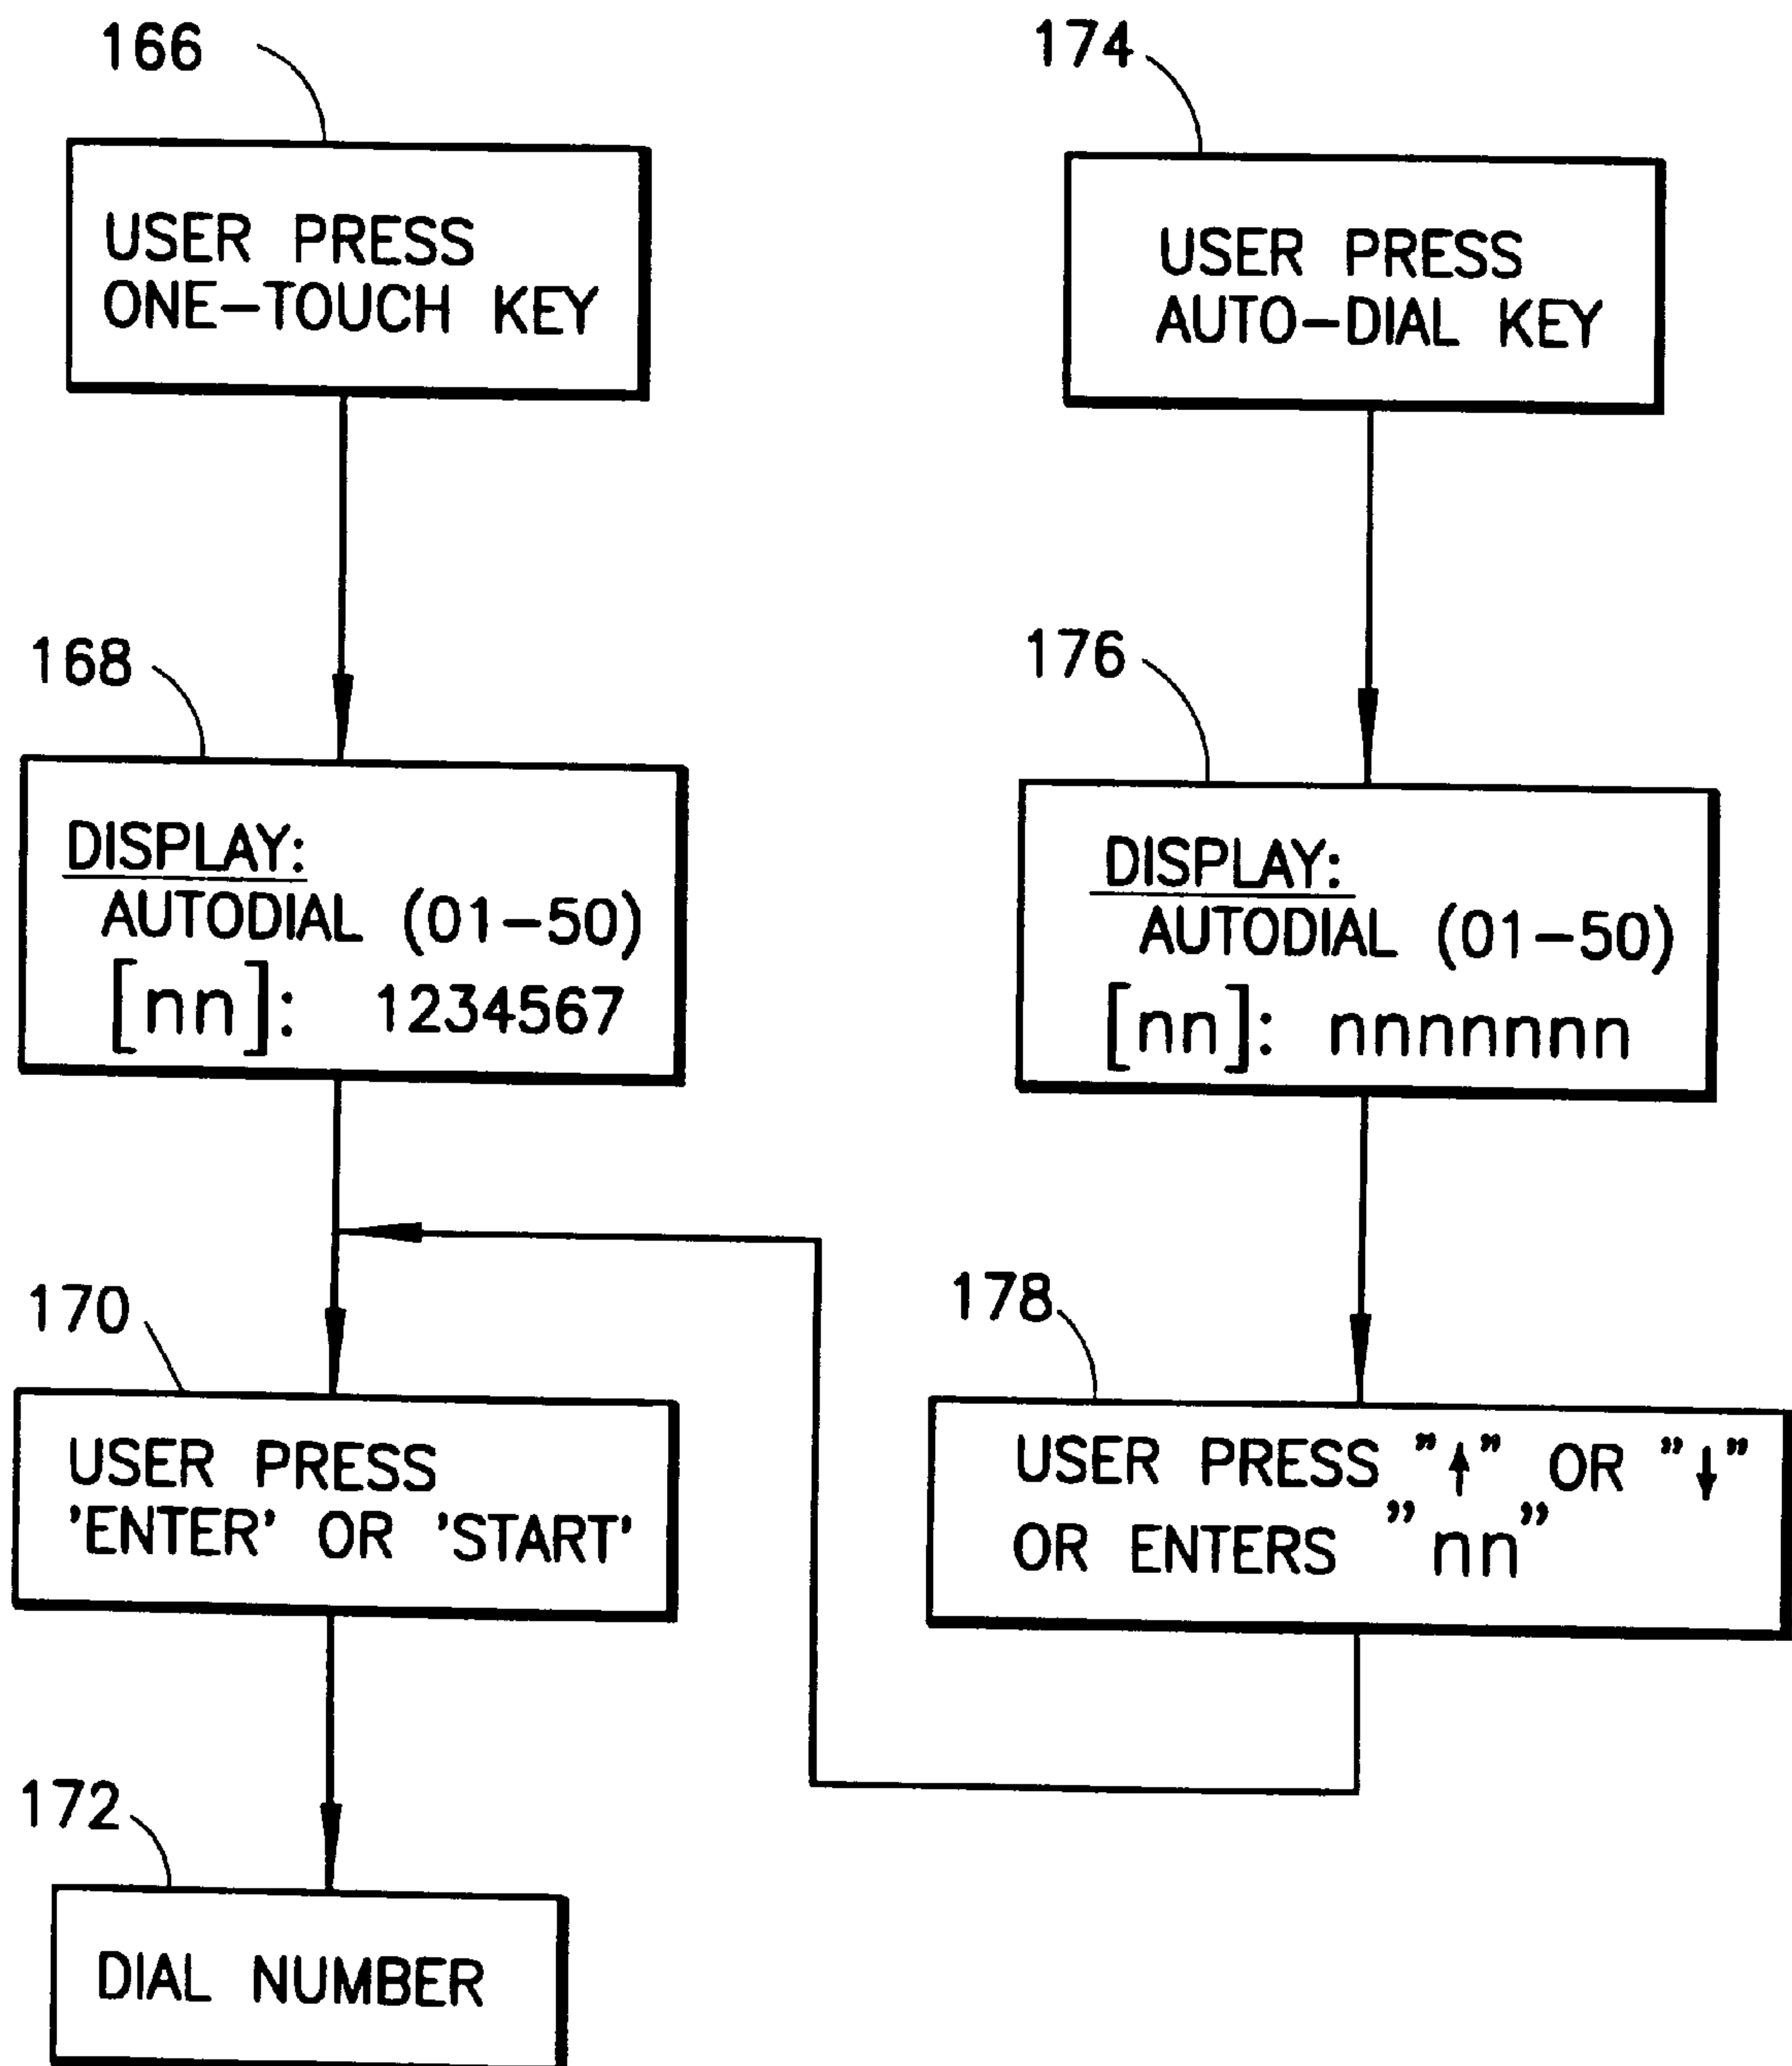 166
USER PRESS
ONE-TOUCH KEY
168
DISPLAY:
AUTODIAL (01-50)
[nn]: 1234567
170
USER PRESS
'ENTER' OR 'START'
172
DIAL NUMBER
174
USER PRESS
AUTO-DIAL KEY
176
DISPLAY:
AUTODIAL (01-50)
[nn]: nnnnnnn
178
USER PRESS "↑" OR "↓"
OR ENTERS "nn"